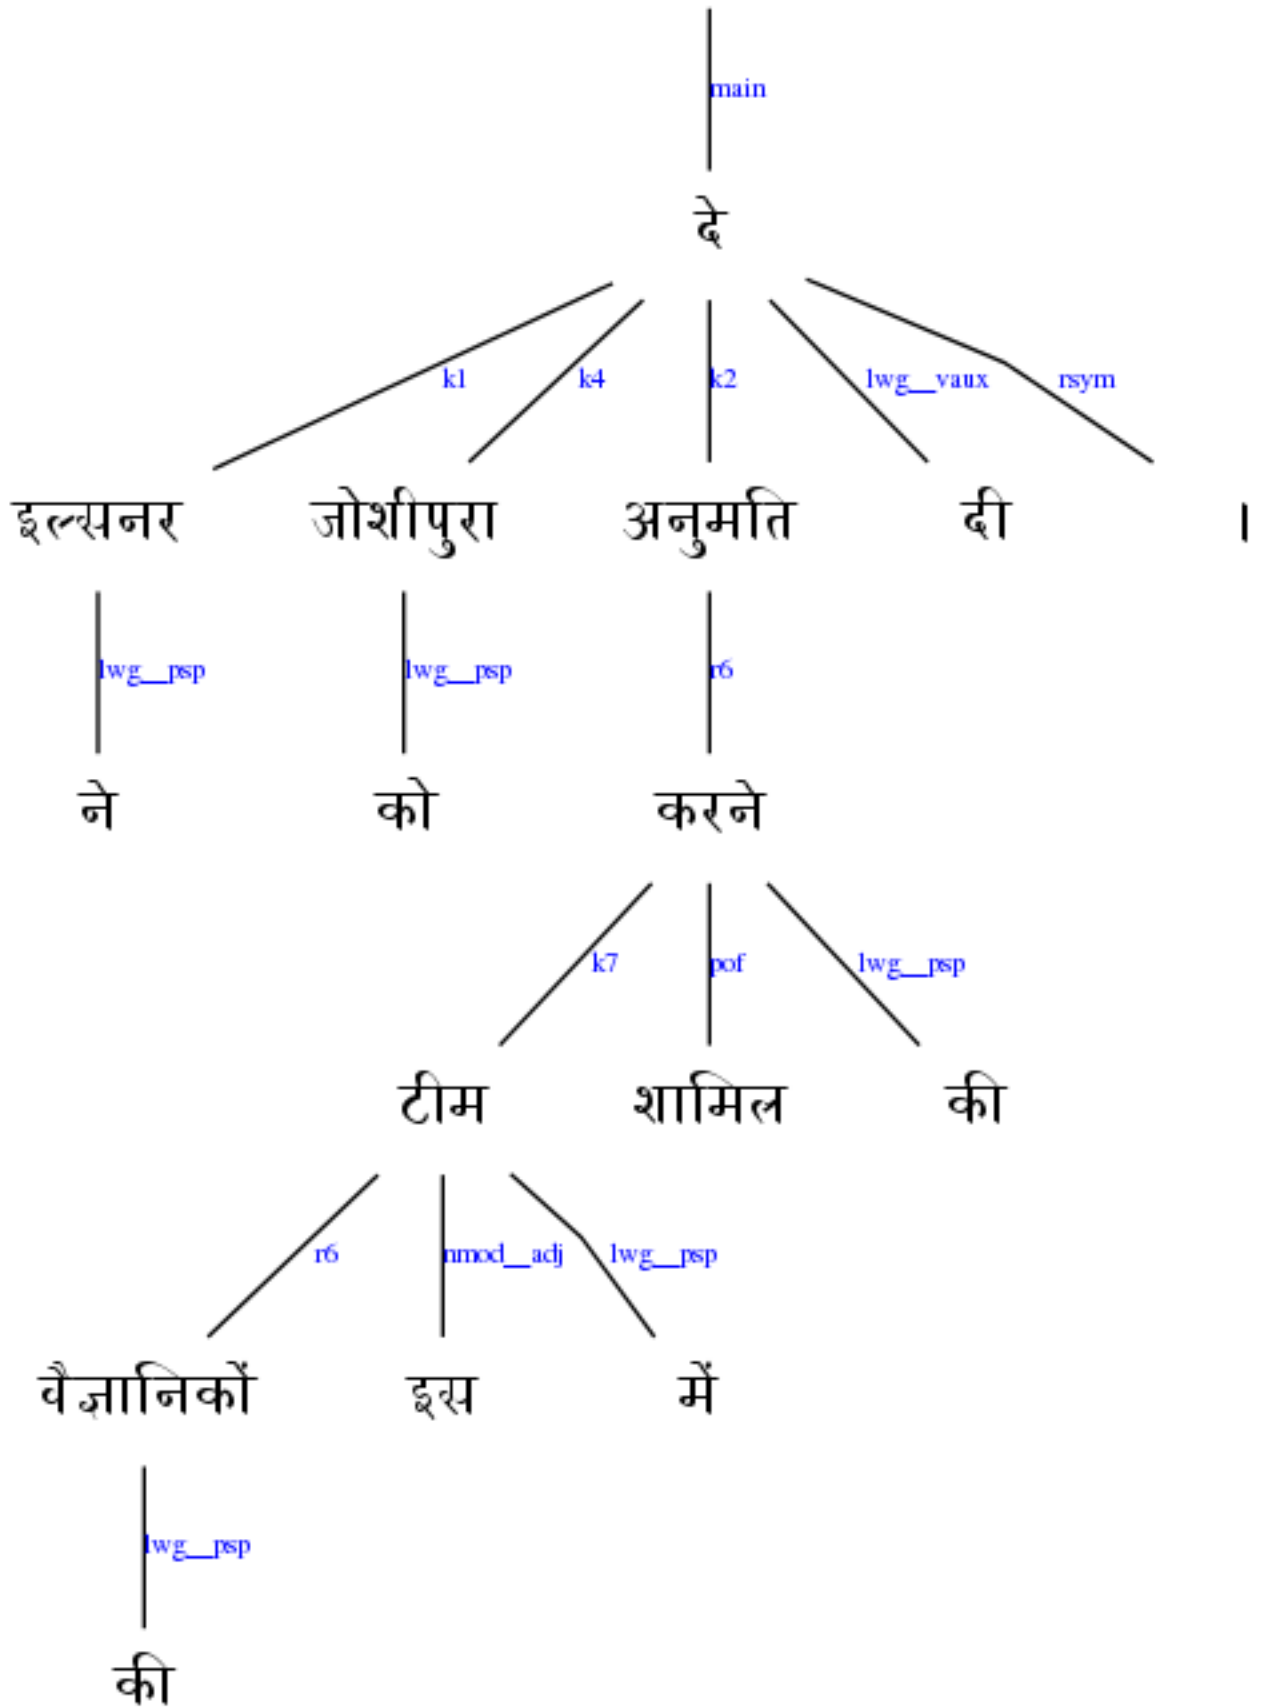 main
दे
k1 k4 k2 lwg__vaux rsym
इल्सनर जोशीपुरा अनुमति दी ।
lwg__psp lwg__psp r6
ने को करने
k7 pof lwg__psp
टीम शामिल की
r6 nmod__adj lwg__psp
वैज्ञानिकों इस में
lwg__psp
की